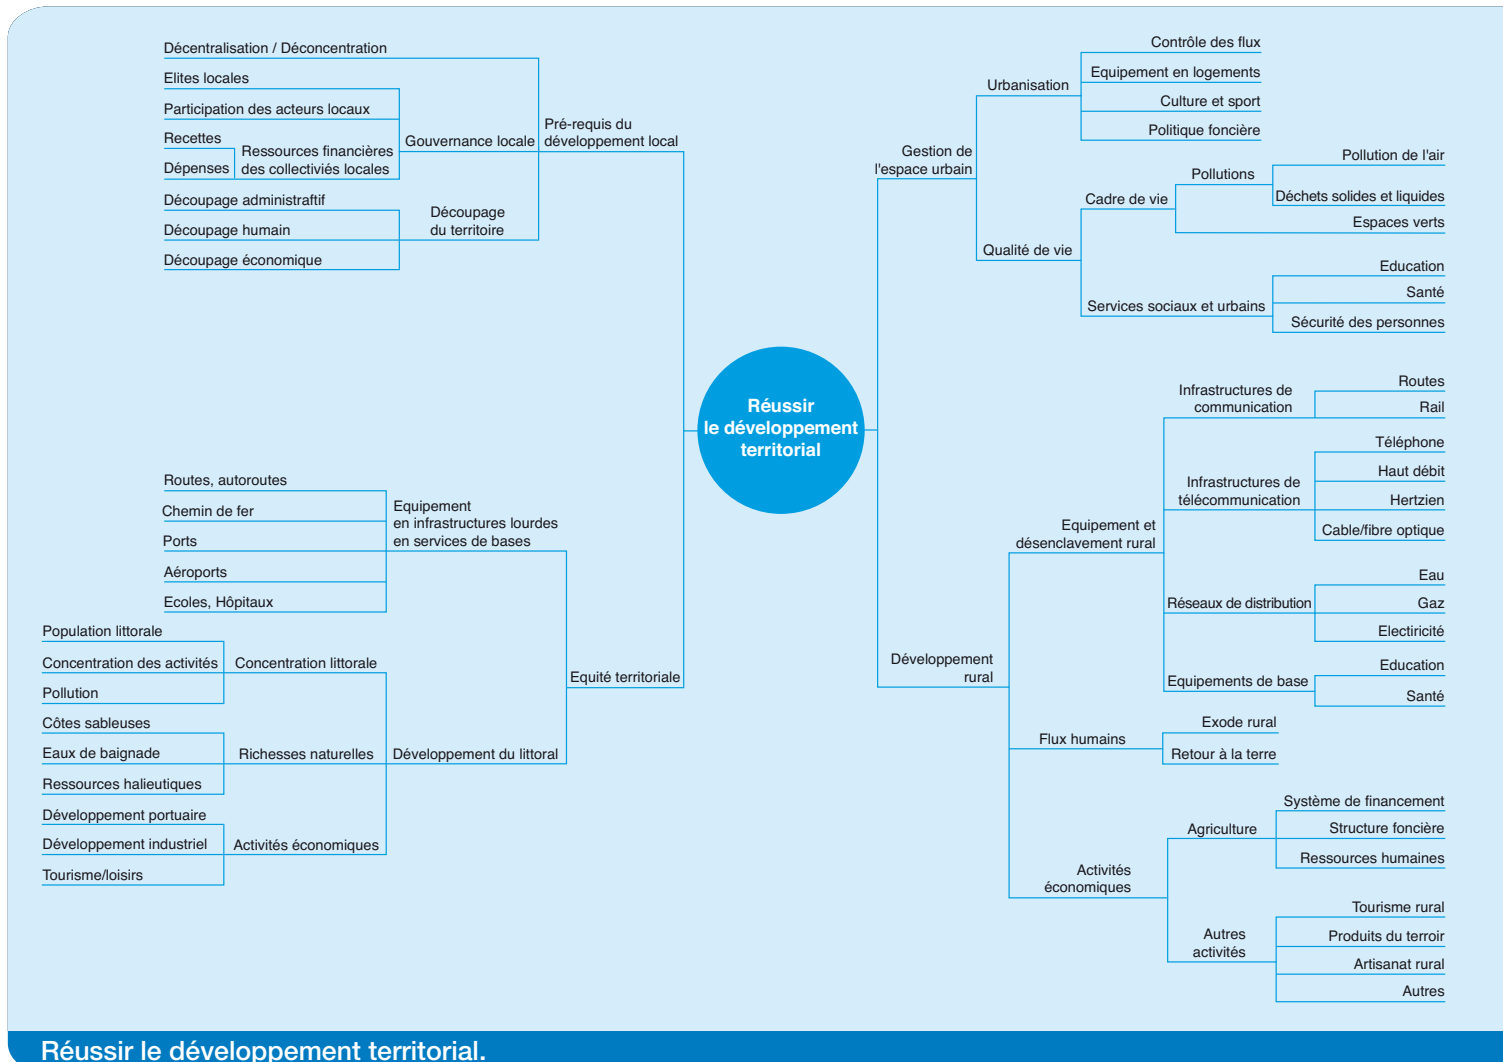 Décentralisation / Déconcentration
Elites locales
Participation des acteurs locaux
Recettes
Dépenses
Ressources financières
des collectiviés locales
Gouvernance locale
Pré-requis du
développement local
Découpage administraftif
Découpage humain
Découpage économique
Découpage
du territoire
Routes, autoroutes
Chemin de fer
Ports
Aéroports
Ecoles, Hôpitaux
Equipement
en infrastructures lourdes
en services de bases
Population littorale
Concentration des activités
Pollution
Concentration littorale
Côtes sableuses
Eaux de baignade
Ressources halieutiques
Richesses naturelles
Développement portuaire
Développement industriel
Tourisme/loisirs
Activités économiques
Développement du littoral
Equité territoriale
Réussir
le développement
territorial
Gestion de
l'espace urbain
Urbanisation
Contrôle des flux
Equipement en logements
Culture et sport
Politique foncière
Qualité de vie
Cadre de vie
Pollutions
Pollution de l'air
Déchets solides et liquides
Espaces verts
Services sociaux et urbains
Education
Santé
Sécurité des personnes
Développement
rural
Equipement et
désenclavement rural
Infrastructures de
communication
Routes
Rail
Infrastructures de
télécommunication
Téléphone
Haut débit
Hertzien
Cable/fibre optique
Réseaux de distribution
Eau
Gaz
Electiricité
Equipements de base
Education
Santé
Flux humains
Exode rural
Retour à la terre
Activités
économiques
Agriculture
Système de financement
Structure foncière
Ressources humaines
Autres
activités
Tourisme rural
Produits du terroir
Artisanat rural
Autres
Réussir le développement territorial.